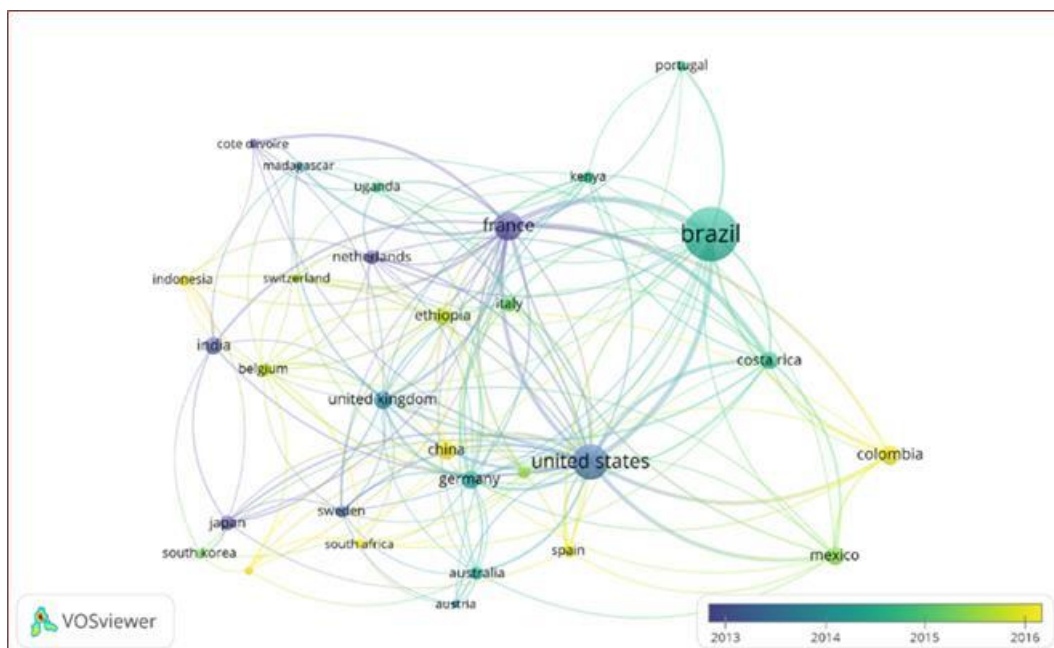 portugal
cote d'ivoire
madagascar
kenya
uganda
france
brazil
netherlands
indonesia
switzerland
italy
ethiopia
india
costa rica
belgium
united kingdom
china
colombia
united states
germany
sweden
japan
south africa
south korea
spain
mexico
australia
austria
VOSviewer
2013 2014 2015 2016